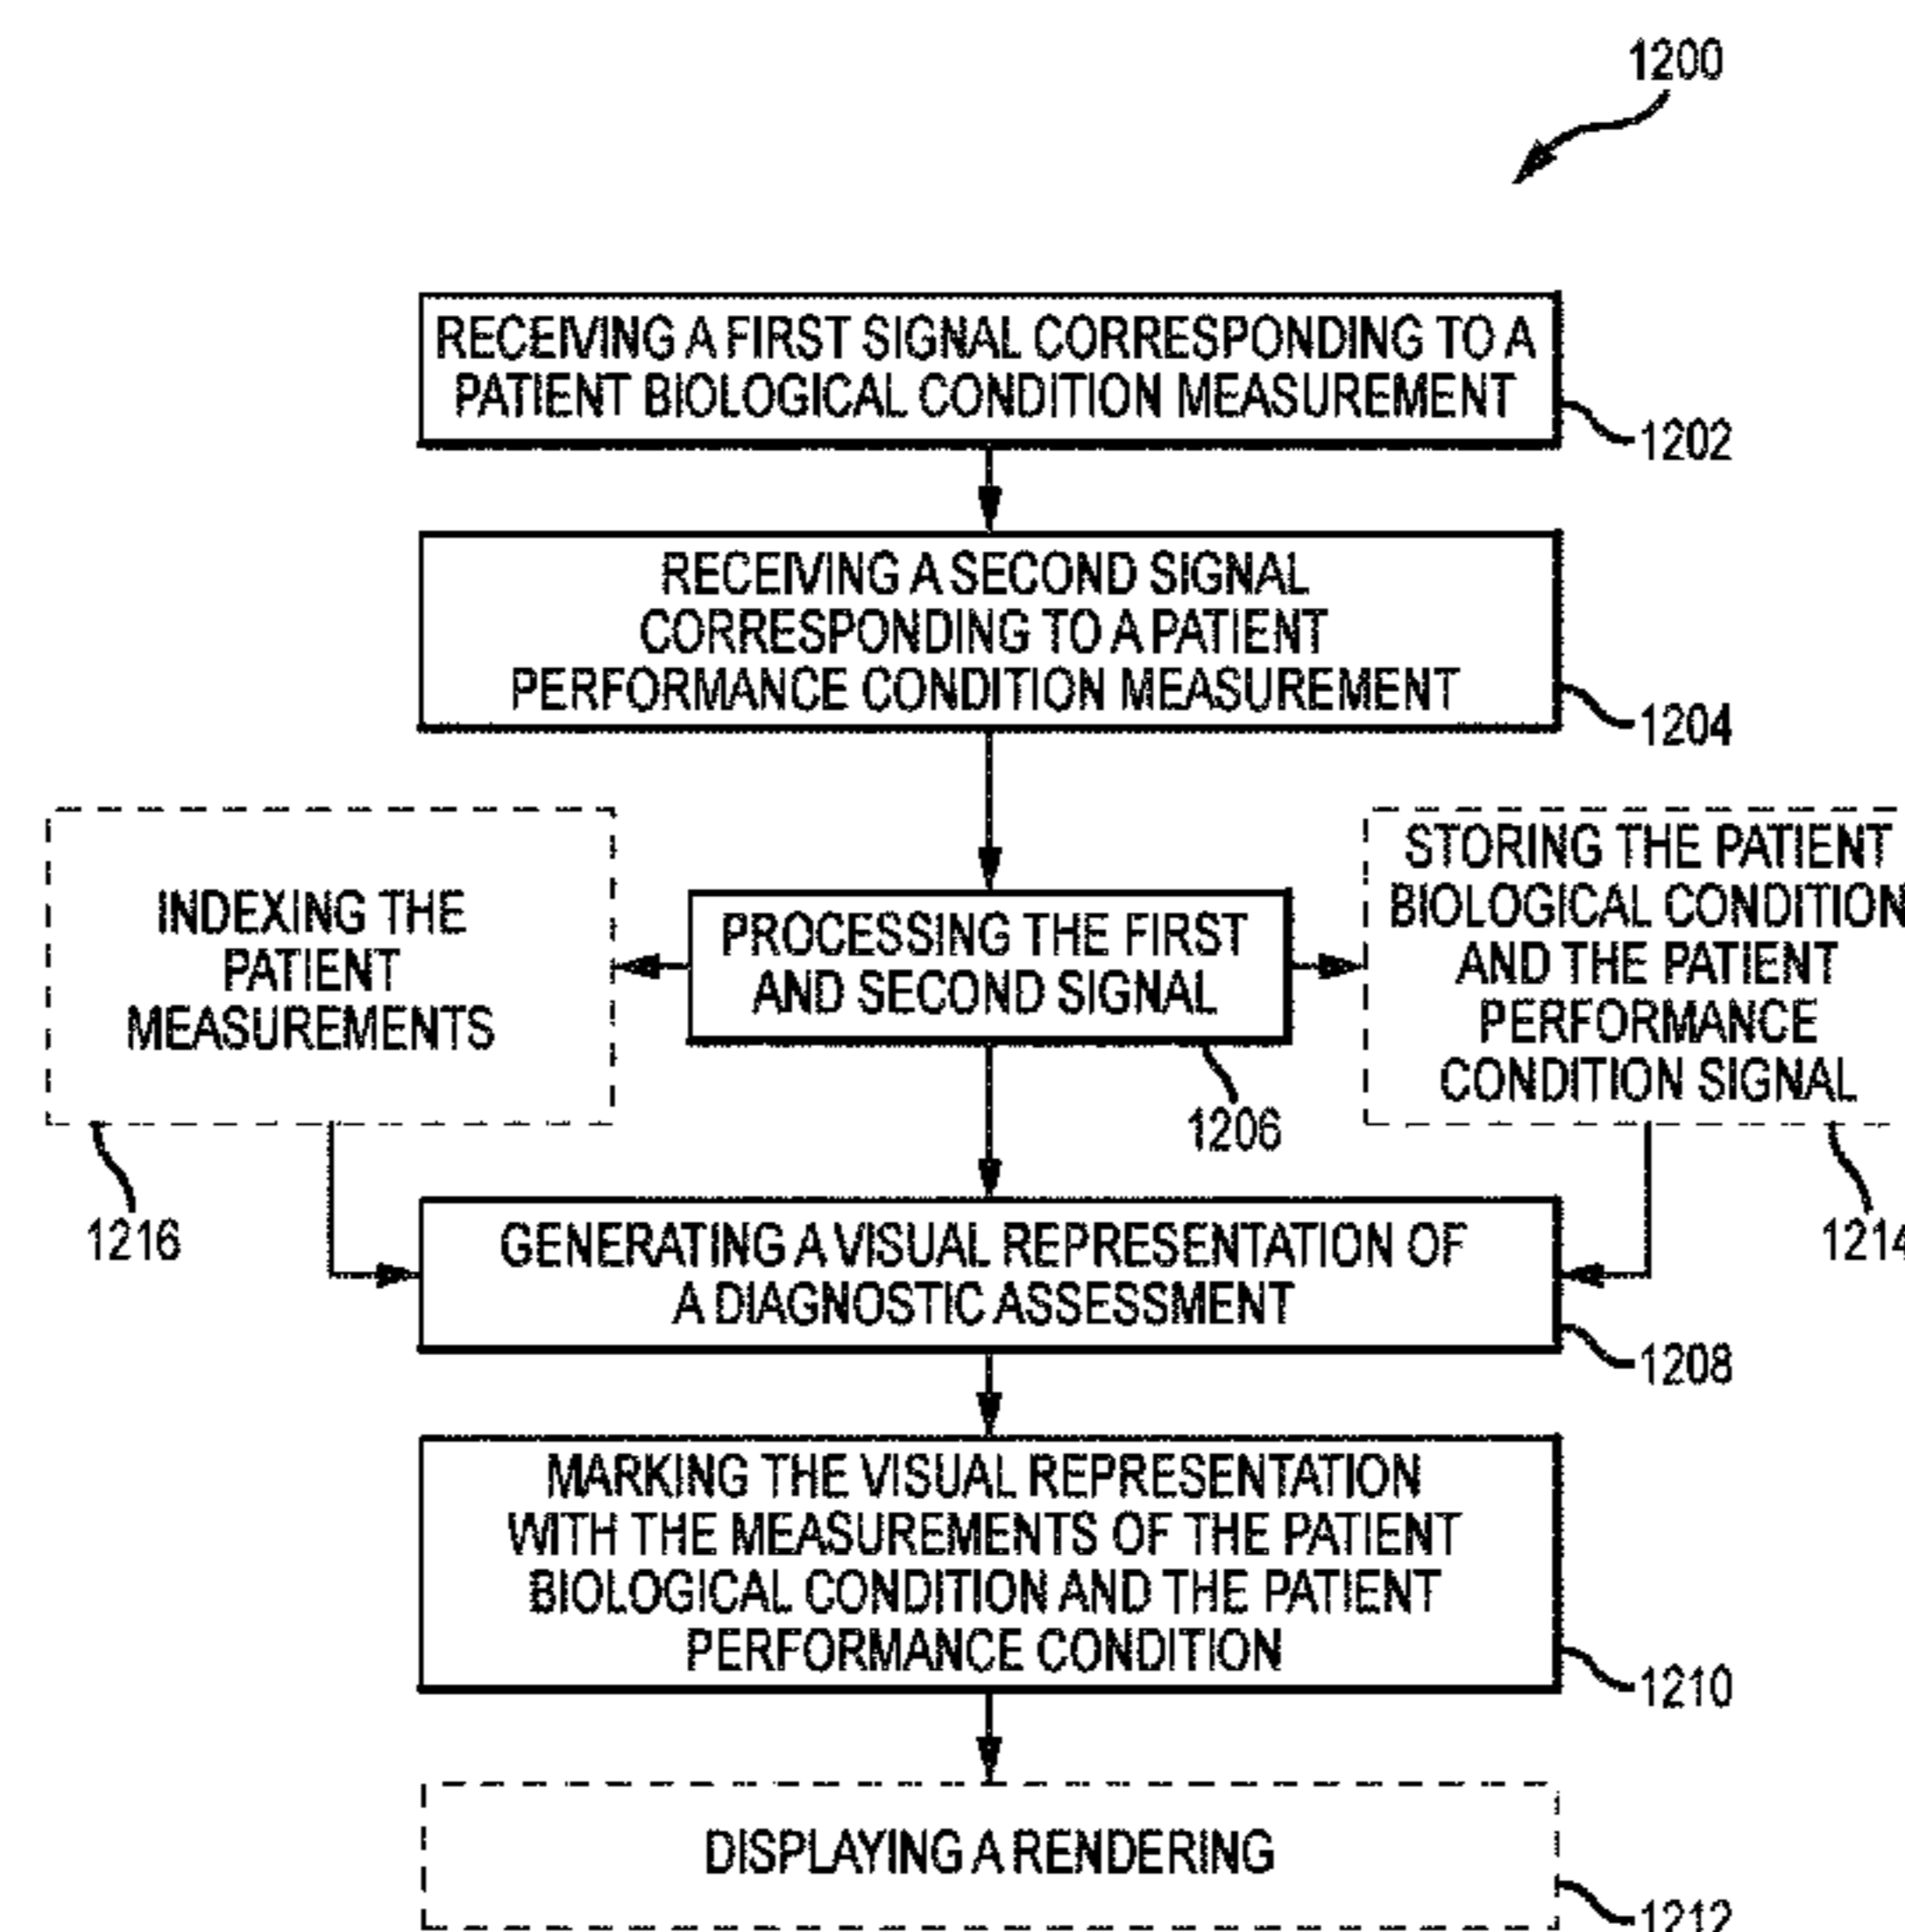 1200
RECEIVING A FIRST SIGNAL CORRESPONDING TO A
PATIENT BIOLOGICAL CONDITION MEASUREMENT
1202
RECEIVING A SECOND SIGNAL
CORRESPONDING TO A PATIENT
PERFORMANCE CONDITION MEASUREMENT
1204
INDEXING THE
PATIENT
MEASUREMENTS
1216
PROCESSING THE FIRST
AND SECOND SIGNAL
1206
STORING THE PATIENT
BIOLOGICAL CONDITION
AND THE PATIENT
PERFORMANCE
CONDITION SIGNAL
1214
GENERATING A VISUAL REPRESENTATION OF
A DIAGNOSTIC ASSESSMENT
1208
MARKING THE VISUAL REPRESENTATION
WITH THE MEASUREMENTS OF THE PATIENT
BIOLOGICAL CONDITION AND THE PATIENT
PERFORMANCE CONDITION
1210
DISPLAYING A RENDERING
1212